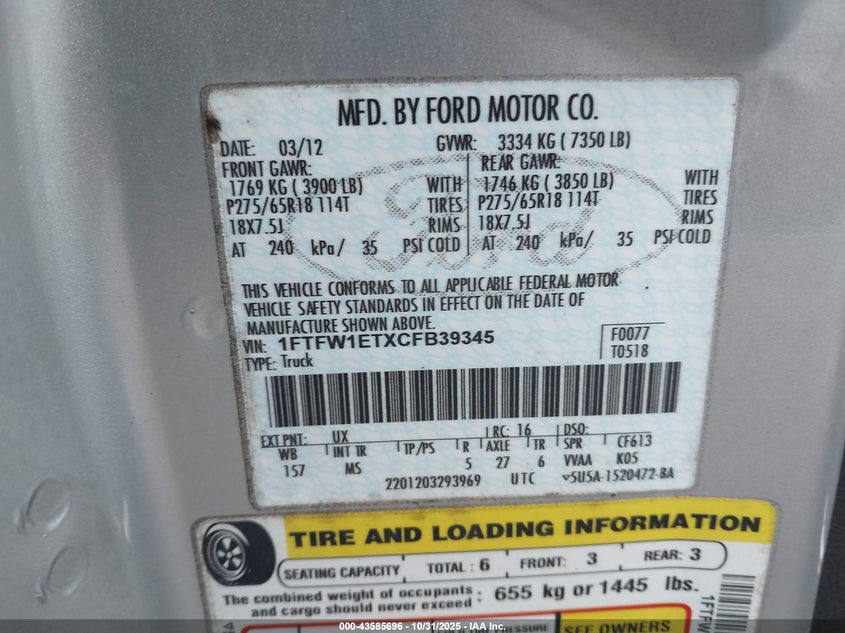 MFD. BY FORD MOTOR CO.
DATE: 03/12 GVWR: 3334 KG ( 7350 LB)
FRONT GAWR: REAR GAWR:
1769 KG ( 3900 LB) WITH 1746 KG ( 3850 LB) WITH
P275/65R18 114T TIRES P275/65R18 114T TIRES
18X7.5J RIMS 18X7.5J RIMS
AT 240 kPa/ 35 PSI COLD AT 240 kPa/ 35 PSI COLD
Ford
THIS VEHICLE CONFORMS TO ALL APPLICABLE FEDERAL MOTOR
VEHICLE SAFETY STANDARDS IN EFFECT ON THE DATE OF
MANUFACTURE SHOWN ABOVE.
VIN: 1FTFW1ETXCFB39345
TYPE: Truck
F0077
T0518
EXT PNT: UX RC: 16 DSO:
WB INT TR TP/PS R AXLE TR SPR CF613
157 MS 5 27 6 VVAA K05
2201203293969 UTC 5U5A-1520472-BA
TIRE AND LOADING INFORMATION
SEATING CAPACITY TOTAL : 6 FRONT: 3 REAR: 3
The combined weight of occupants and cargo should never exceed : 655 kg or 1445 lbs.
SEE OWNERS
000-43585696 - 10/31/2025 - IAA Inc.